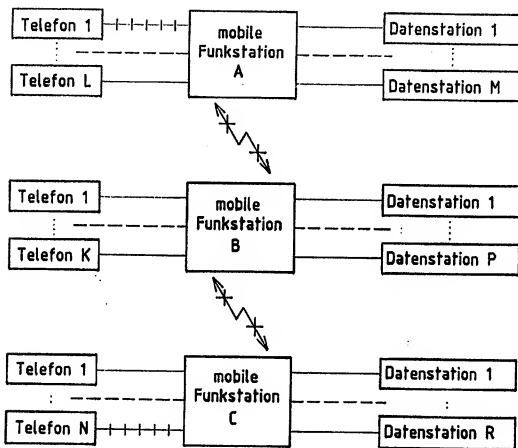 Telefon 1
mobile
Funkstation
A
Datenstation 1
Telefon L
Datenstation M
Telefon 1
mobile
Funkstation
B
Datenstation 1
Telefon K
Datenstation P
Telefon 1
mobile
Funkstation
C
Datenstation 1
Telefon N
Datenstation R